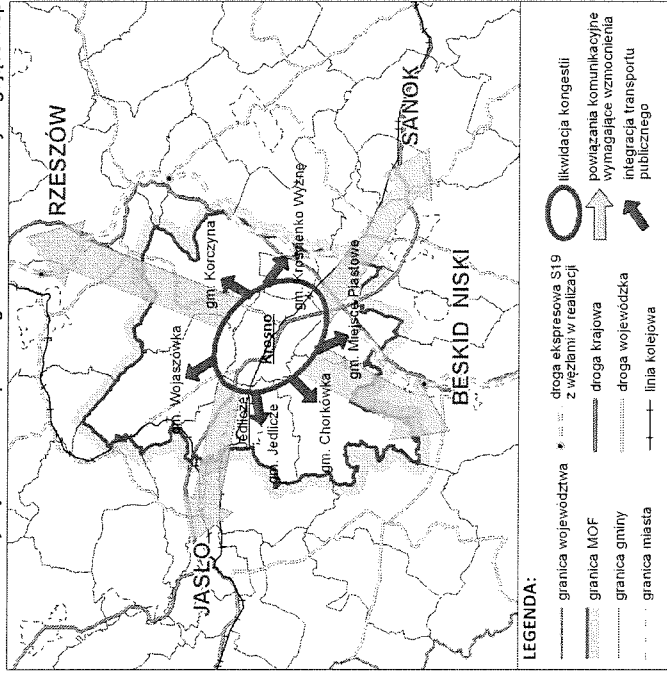 RZESZÓW
gm. Wojaszówka
gm. Korczyna
JASŁO
Jedlicze
gm. Jedlicze
Krosno
gm. Krościenko Wyżne
gm. Chorkówka
gm. Miejsce Piastowe
SANOK
BESKID NISKI
LEGENDA:
granica województwa
granica MOF
granica gminy
granica miasta
droga ekspresowa S19
z węzłami w realizacji
droga krajowa
droga wojewódzka
linia kolejowa
likwidacja kongestii
powiązania komunikacyjne
wymagające wzmocnienia
integracja transportu
publicznego